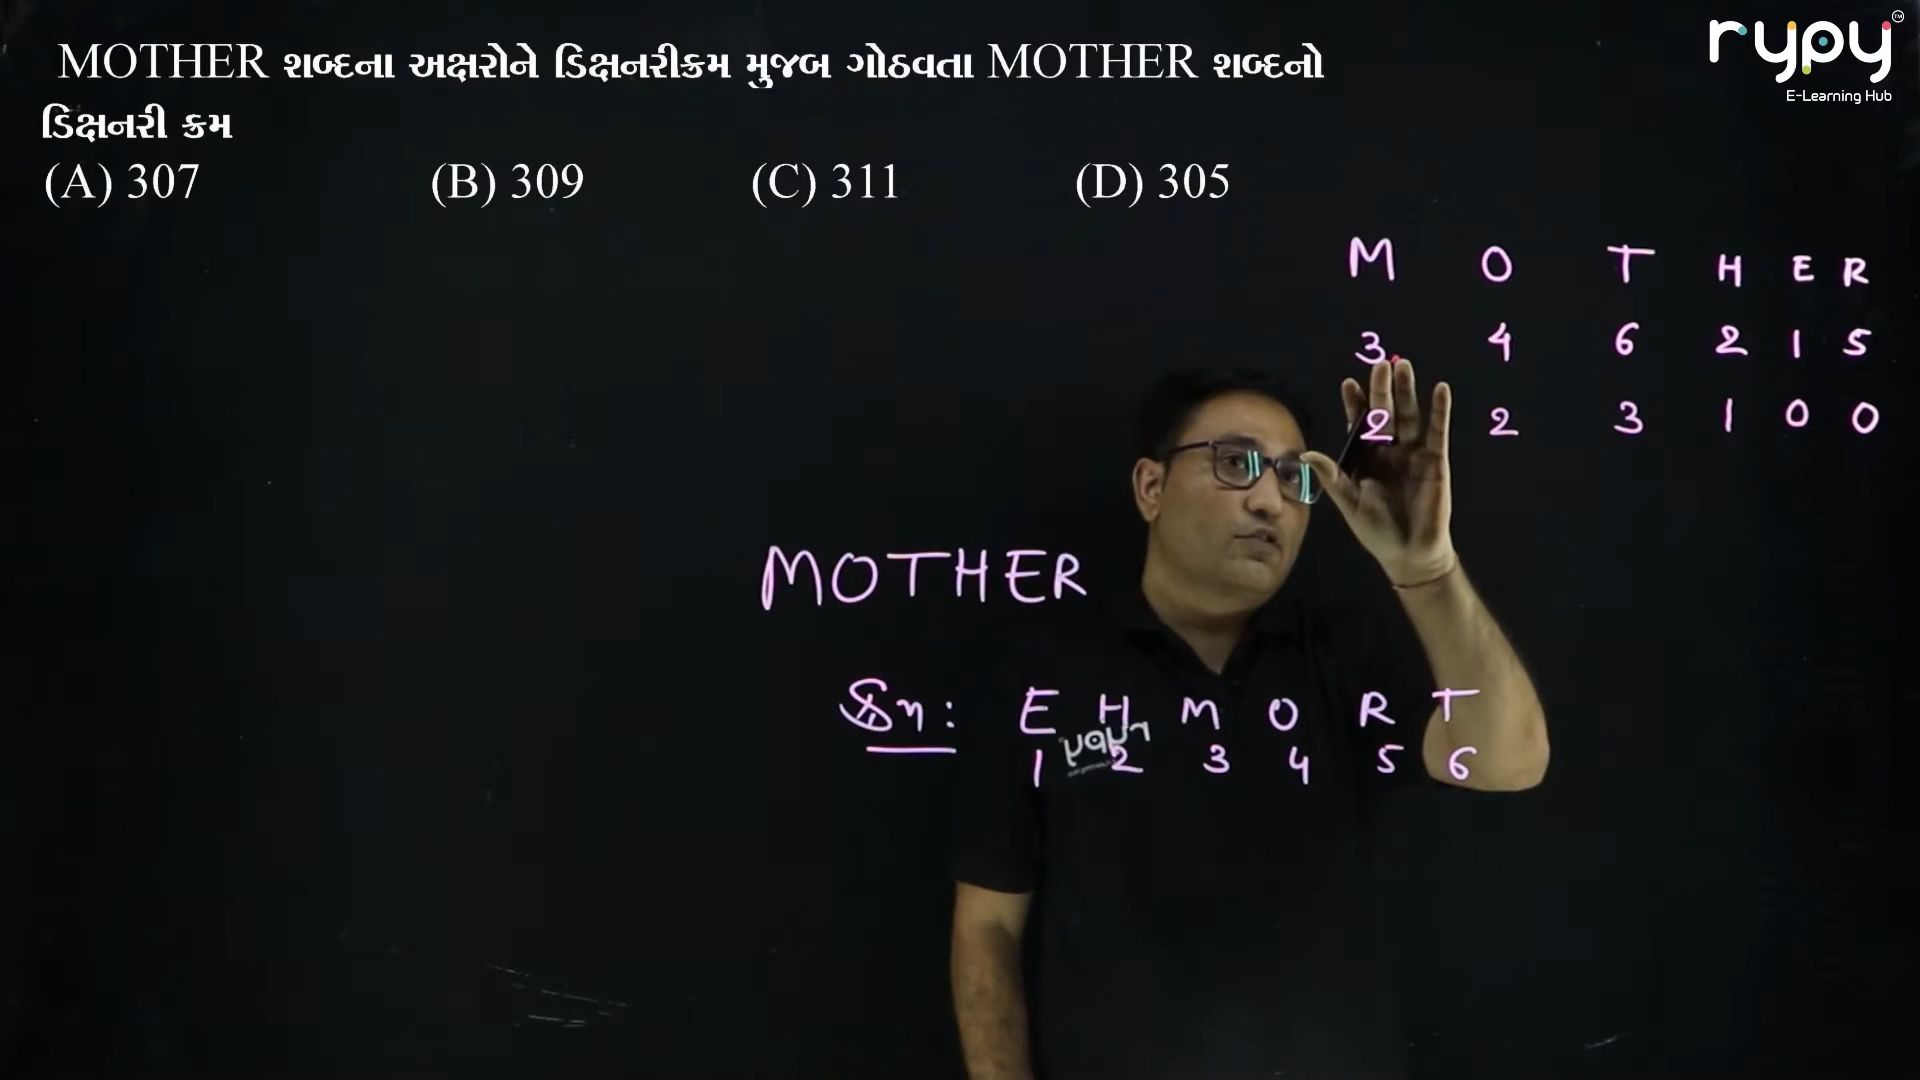 MOTHER શબ્દના અક્ષરોને ડિક્ષનરીક્રમ મુજબ ગોઠવતા MOTHER શબ્દનો
ડિક્ષનરી ક્રમ
(A) 307 (B) 309 (C) 311 (D) 305
rypy TM
E-Learning Hub
M O T H E R
3 4 6 2 1 5
2 2 3 1 0 0
MOTHER
ક્રમ: E H M O R T
1 2 3 4 5 6